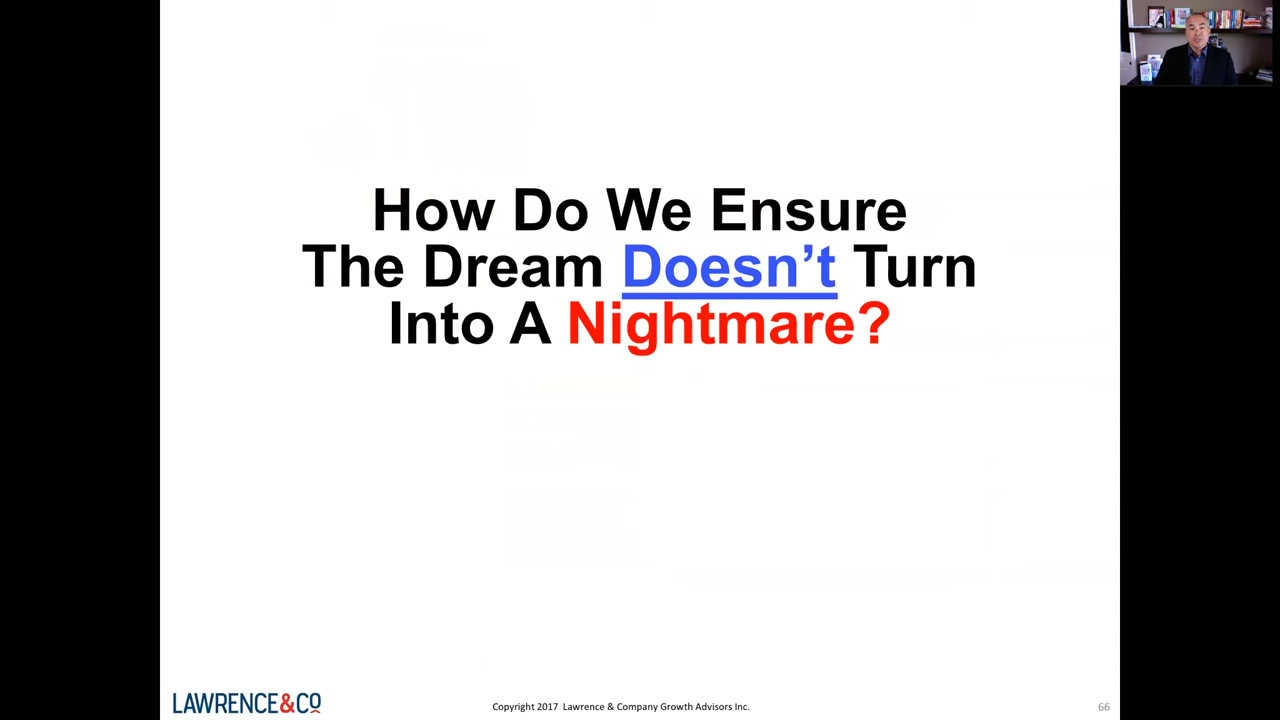 How Do We Ensure
The Dream Doesn’t Turn
Into A Nightmare?
LAWRENCE&CO
Copyright 2017 Lawrence & Company Growth Advisors Inc.
66